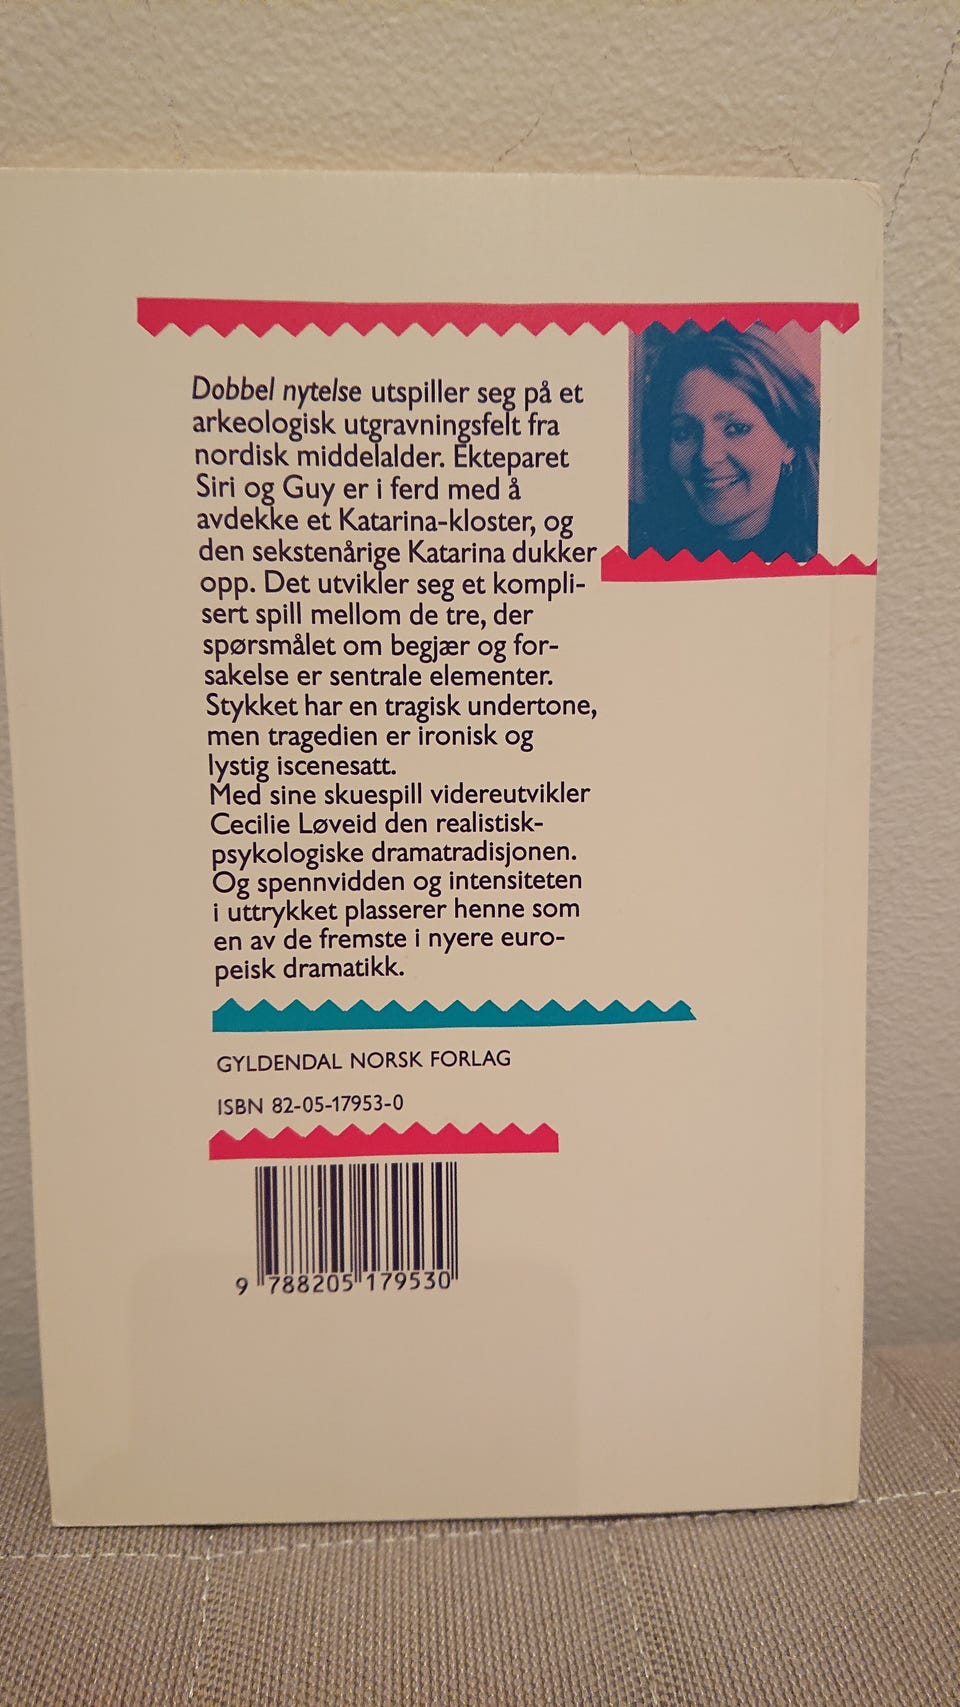 Dobbel nytelse utspiller seg på et
arkeologisk utgravningsfelt fra
nordisk middelalder. Ekteparet
Siri og Guy er i ferd med å
avdekke et Katarina-kloster, og
den sekstenårige Katarina dukker
opp. Det utvikler seg et kompli-
sert spill mellom de tre, der
spørsmålet om begjær og for-
sakelse er sentrale elementer.
Stykket har en tragisk undertone,
men tragedien er ironisk og
lystig iscenesatt.
Med sine skuespill videreutvikler
Cecilie Løveid den realistisk-
psykologiske dramatradisjonen.
Og spennvidden og intensiteten
i uttrykket plasserer henne som
en av de fremste i nyere euro-
peisk dramatikk.
GYLDENDAL NORSK FORLAG
ISBN 82-05-17953-0
9 788205 179530